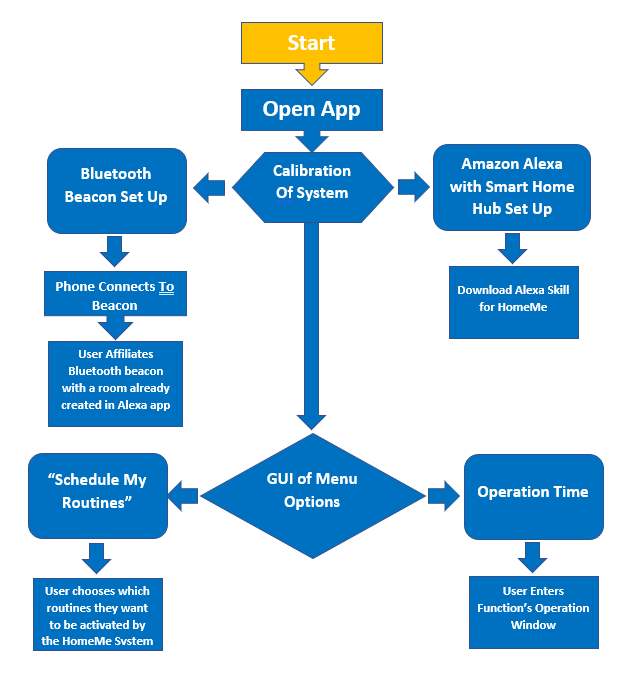 Start
Open App
Calibration
Of System
Bluetooth
Beacon Set Up
Amazon Alexa
with Smart Home
Hub Set Up
Phone Connects To
Beacon
Download Alexa Skill
for HomeMe
User Affiliates
Bluetooth beacon
with a room already
created in Alexa app
GUI of Menu
Options
“Schedule My
Routines”
Operation Time
User chooses which
routines they want
to be activated by
the HomeMe System
User Enters
Function’s Operation
Window